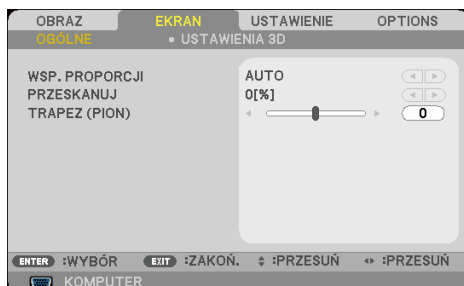 OBRAZ EKRAN USTAWIENIE OPTIONS
OGÓLNE • USTAWIENIA 3D
WSP. PROPORCJI AUTO
PRZESKANUJ 0[%]
TRAPEZ (PION) 0
ENTER :WYBÓR EXIT :ZAKOŃ. :PRZESUŃ :PRZESUŃ
KOMPUTER